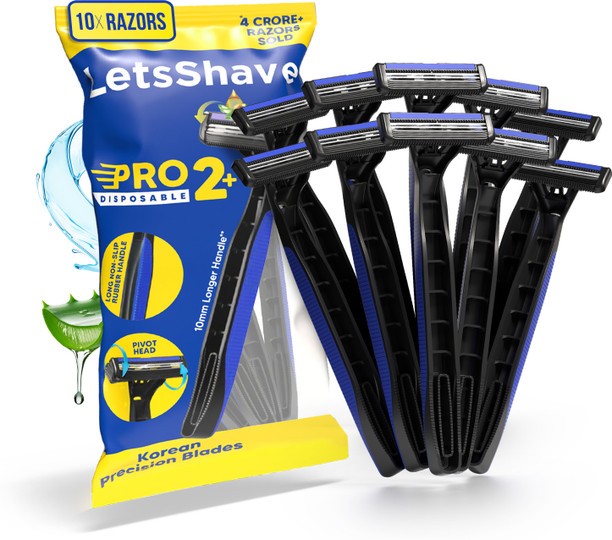 10X RAZORS
4 CRORE+
RAZORS
SOLD
LetsShave
PRO 2+
DISPOSABLE
LONG NON-SLIP
RUBBER HANDLE
10mm Longer Handle**
PIVOT
HEAD
Korean
Precision Blades